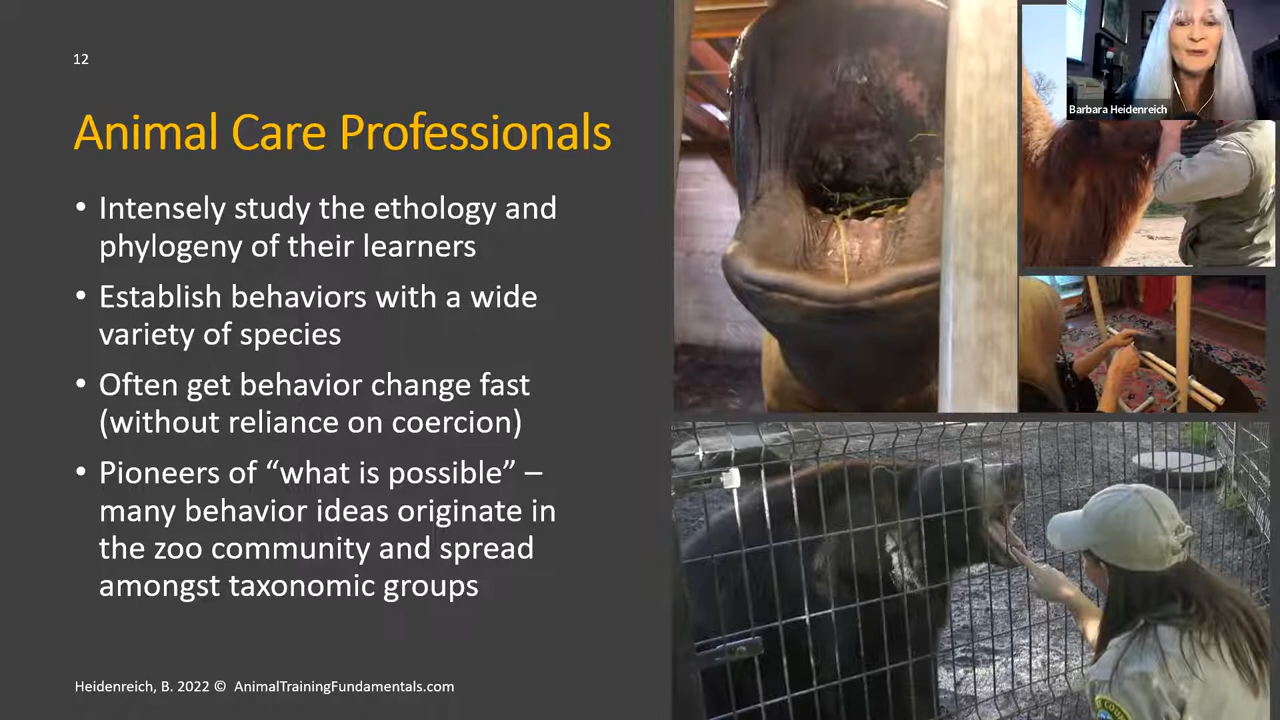 12
Animal Care Professionals
• Intensely study the ethology and
phylogeny of their learners
• Establish behaviors with a wide
variety of species
• Often get behavior change fast
(without reliance on coercion)
• Pioneers of “what is possible” –
many behavior ideas originate in
the zoo community and spread
amongst taxonomic groups
Heidenreich, B. 2022 © AnimalTrainingFundamentals.com
Barbara Heidenreich